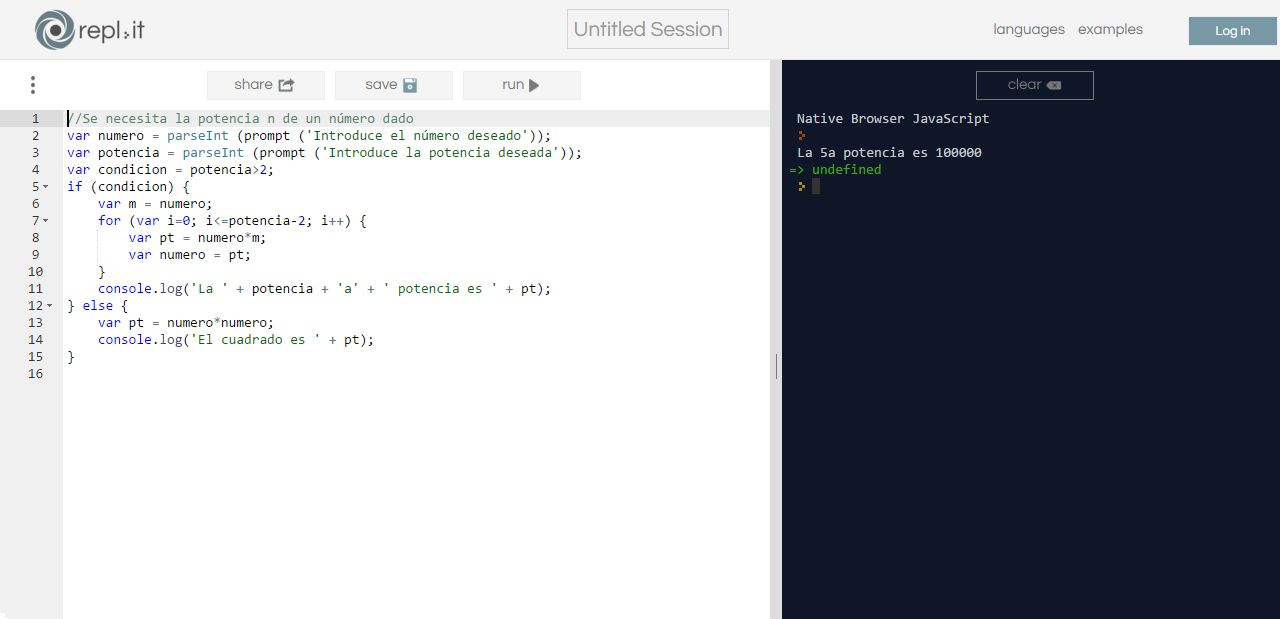 repl.it
Untitled Session
languages examples
Log in
share save run
clear
1 //Se necesita la potencia n de un número dado
2 var numero = parseInt (prompt ('Introduce el número deseado'));
3 var potencia = parseInt (prompt ('Introduce la potencia deseada'));
4 var condicion = potencia>2;
5 if (condicion) {
6 var m = numero;
7 for (var i=0; i<=potencia-2; i++) {
8 var pt = numero*m;
9 var numero = pt;
10 }
11 console.log('La ' + potencia + 'a' + ' potencia es ' + pt);
12 } else {
13 var pt = numero*numero;
14 console.log('El cuadrado es ' + pt);
15 }
16
Native Browser JavaScript
La 5a potencia es 100000
=> undefined